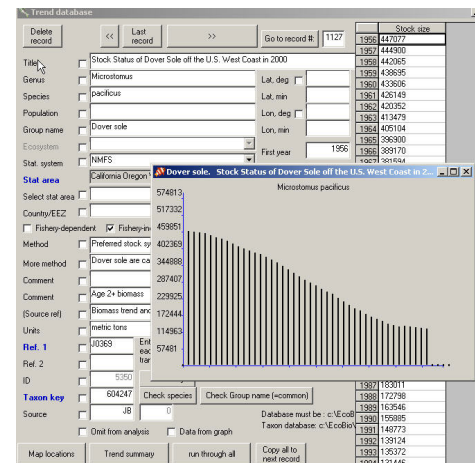 Trend database
Delete record
<<
Last record
>>
Go to record #:
1127
Stock size
1956 447077
1957 444900
1958 442065
1959 438695
1960 433606
1961 426149
1962 420352
1963 413479
1964 405104
1965 396900
1966 389170
1967 381594
Title
Stock Status of Dover Sole off the U.S. West Coast in 2000
Genus
Microstomus
Lat, deg
Species
pacificus
Lat, min
Population
Lon, deg
Group name
Dover sole
Lon, min
Ecosystem
First year
1956
Stat. system
NMFS
Stat area
California Oregon
Select stat area
Country/EEZ
Fishery-dependent
Fishery-in
Method
Preferred stock sy
More method
Dover sole are ca
Comment
Comment
Age 2+ biomass
(Source ref)
Biomass trend and
Units
metric tons
Ref. 1
J0369
Ref. 2
ID
5350
Taxon key
604247
Check species
Check Group name (=common)
Source
JB
0
Database must be : c:\EcoB
Taxon database: c:\EcoBio\
Omit from analysis
Data from graph
Map locations
Trend summary
run through all
Copy all to next record
Dover sole. Stock Status of Dover Sole off the U.S. West Coast in 2...
Microstomus pacificus
574813
517332
459851
402369
344888
287407
229925
172444
114963
57481
1987 183011
1988 172798
1989 163546
1990 155885
1991 148773
1992 139124
1993 135372